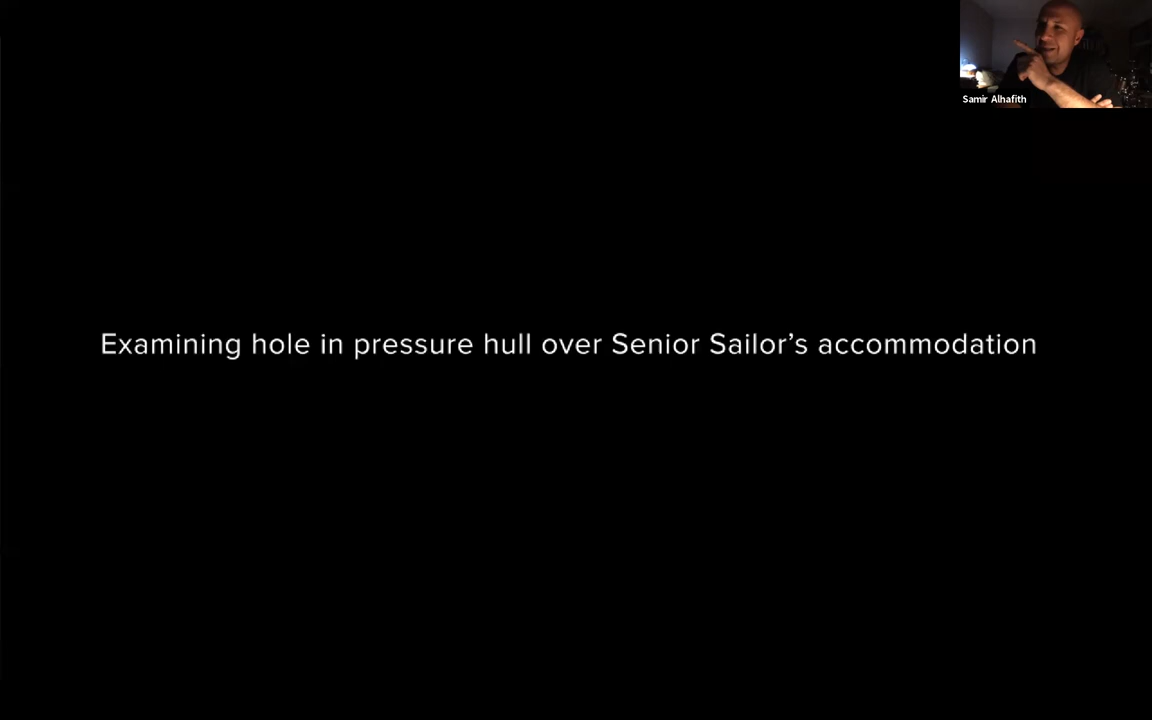 Samir Alhafith
Examining hole in pressure hull over Senior Sailor’s accommodation